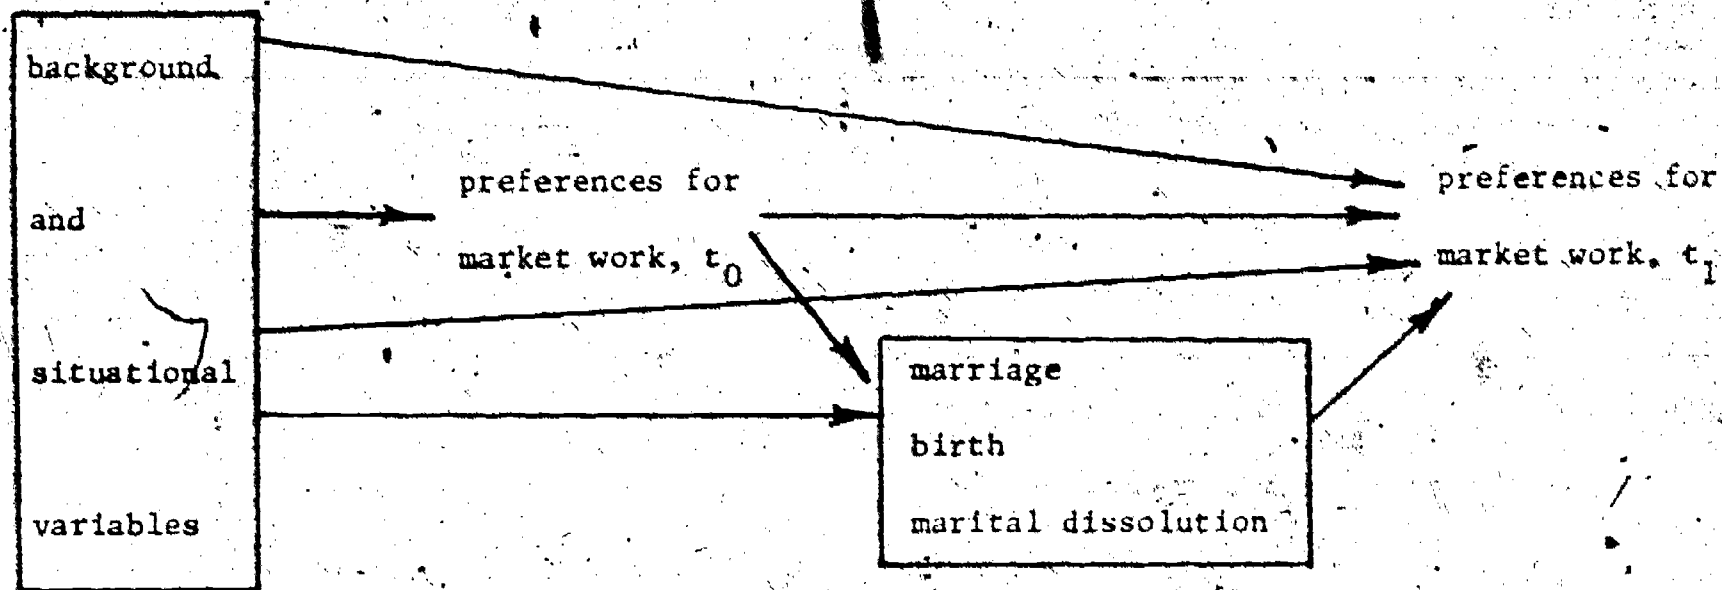 background
and
situational
variables
preferences for
market work, t0
marriage
birth
marital dissolution
preferences for
market work, t1